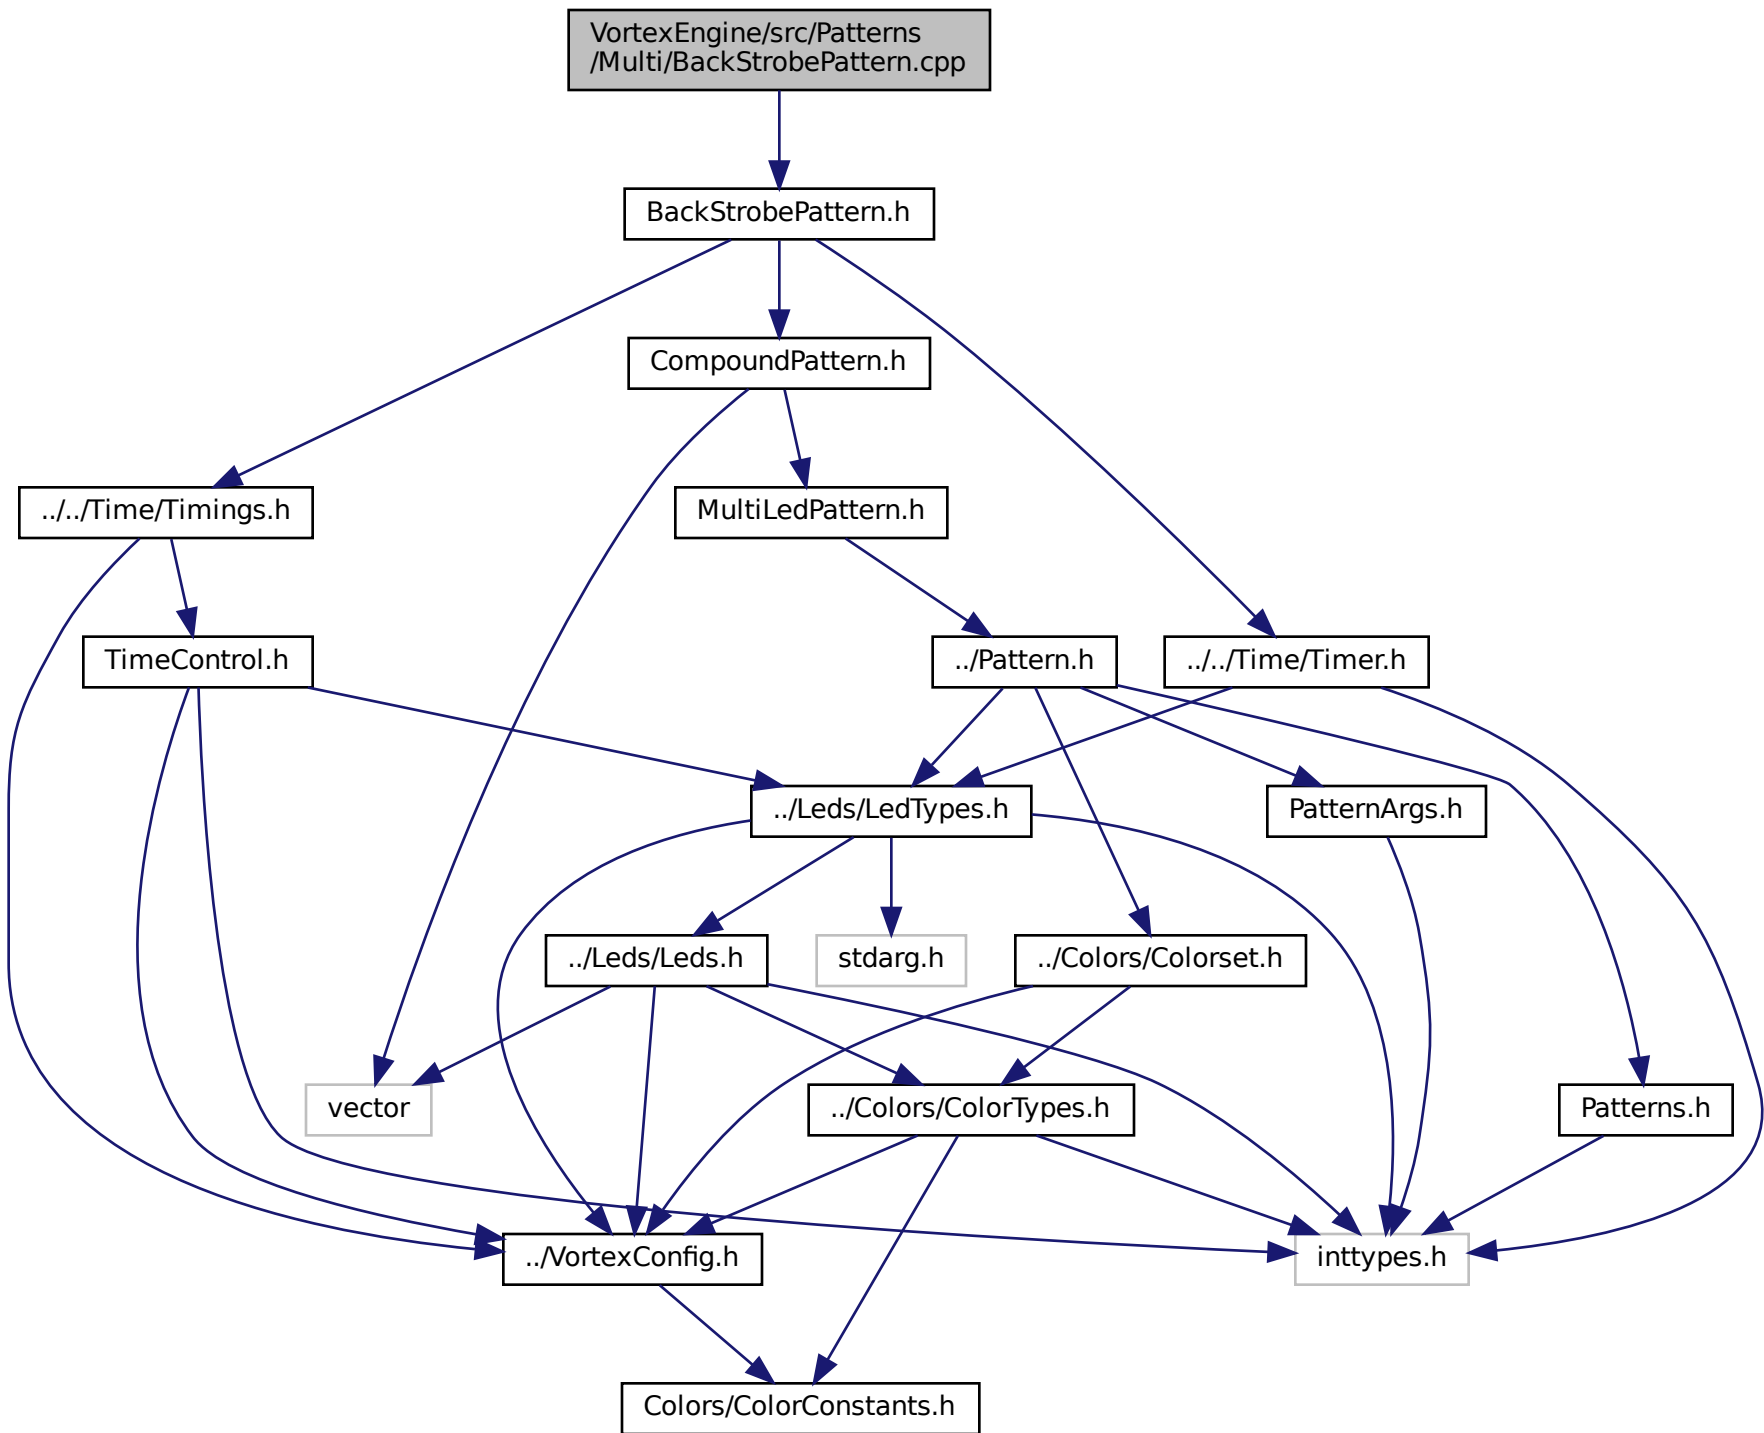 VortexEngine/src/Patterns
/Multi/BackStrobePattern.cpp
BackStrobePattern.h
CompoundPattern.h
../../Time/Timings.h
MultiLedPattern.h
TimeControl.h
../Pattern.h
../../Time/Timer.h
../Leds/LedTypes.h
PatternArgs.h
../Leds/Leds.h
stdarg.h
../Colors/Colorset.h
vector
../Colors/ColorTypes.h
Patterns.h
../VortexConfig.h
inttypes.h
Colors/ColorConstants.h